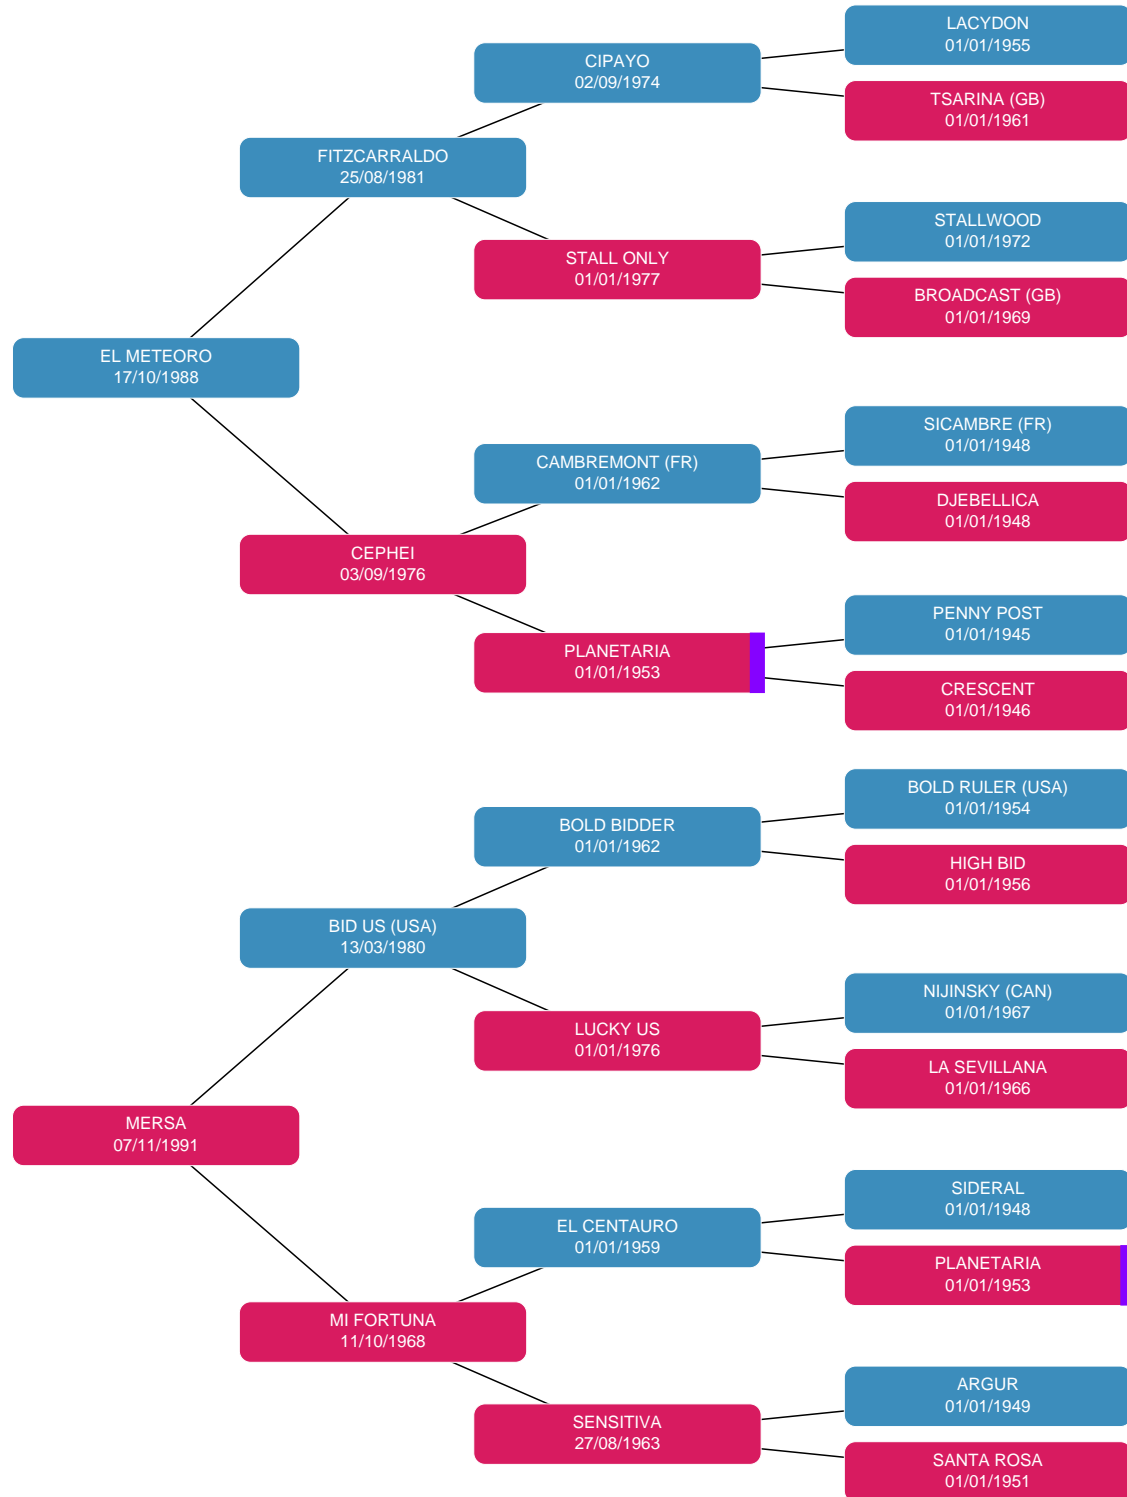 LACYDON
01/01/1955
CIPAYO
02/09/1974
TSARINA (GB)
01/01/1961
FITZCARRALDO
25/08/1981
STALLWOOD
01/01/1972
STALL ONLY
01/01/1977
BROADCAST (GB)
01/01/1969
EL METEORO
17/10/1988
SICAMBRE (FR)
01/01/1948
CAMBREMONT (FR)
01/01/1962
DJEBELLICA
01/01/1948
CEPHEI
03/09/1976
PENNY POST
01/01/1945
PLANETARIA
01/01/1953
CRESCENT
01/01/1946
BOLD RULER (USA)
01/01/1954
BOLD BIDDER
01/01/1962
HIGH BID
01/01/1956
BID US (USA)
13/03/1980
NIJINSKY (CAN)
01/01/1967
LUCKY US
01/01/1976
LA SEVILLANA
01/01/1966
MERSA
07/11/1991
SIDERAL
01/01/1948
EL CENTAURO
01/01/1959
PLANETARIA
01/01/1953
MI FORTUNA
11/10/1968
ARGUR
01/01/1949
SENSITIVA
27/08/1963
SANTA ROSA
01/01/1951